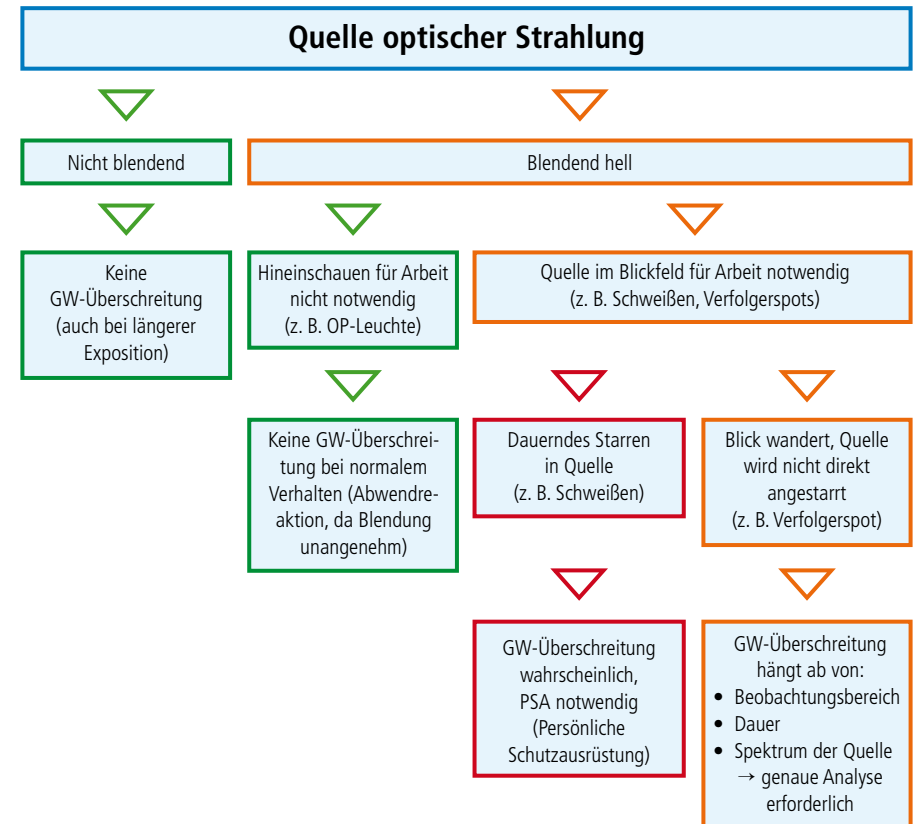 Quelle optischer Strahlung
Nicht blendend
Blendend hell
Keine
GW-Überschreitung
(auch bei längerer
Exposition)
Hineinschauen für Arbeit
nicht notwendig
(z. B. OP-Leuchte)
Quelle im Blickfeld für Arbeit notwendig
(z. B. Schweißen, Verfolgerspots)
Keine GW-Überschrei-
tung bei normalem
Verhalten (Abwendre-
aktion, da Blendung
unangenehm)
Dauerndes Starren
in Quelle
(z. B. Schweißen)
Blick wandert, Quelle
wird nicht direkt
angestarrt
(z. B. Verfolgerspot)
GW-Überschreitung
wahrscheinlich,
PSA notwendig
(Persönliche
Schutzausrüstung)
GW-Überschreitung
hängt ab von:
• Beobachtungsbereich
• Dauer
• Spektrum der Quelle
→ genaue Analyse
erforderlich